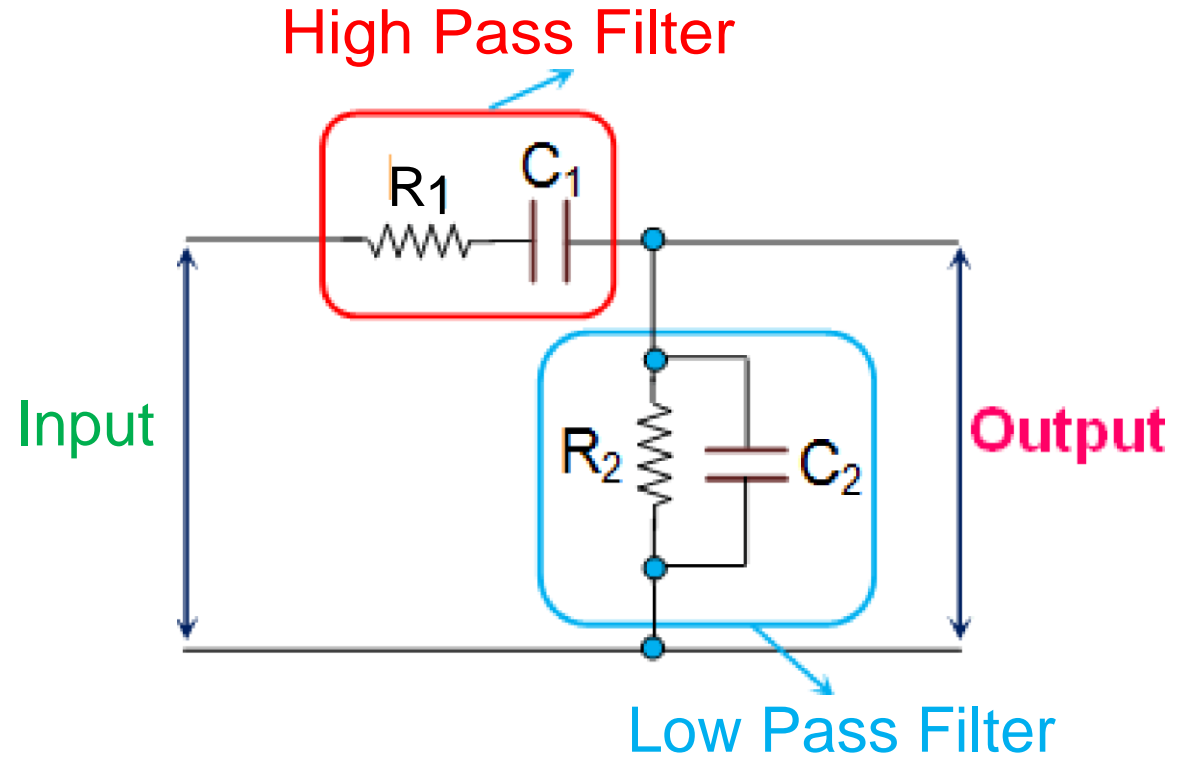 High Pass Filter
R1
C₁
Input
R₂
C₂
Output
Low Pass Filter